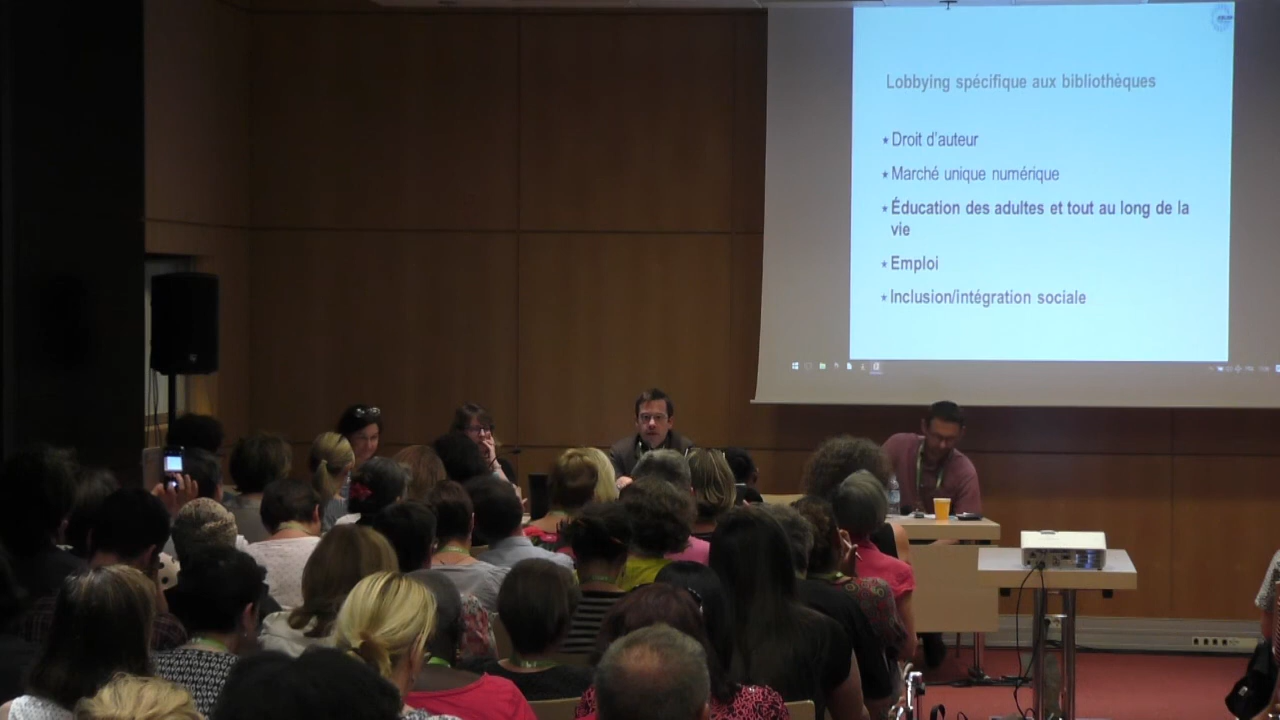 Lobbying spécifique aux bibliothèques
* Droit d'auteur
* Marché unique numérique
* Éducation des adultes et tout au long de la
vie
* Emploi
* Inclusion/intégration sociale